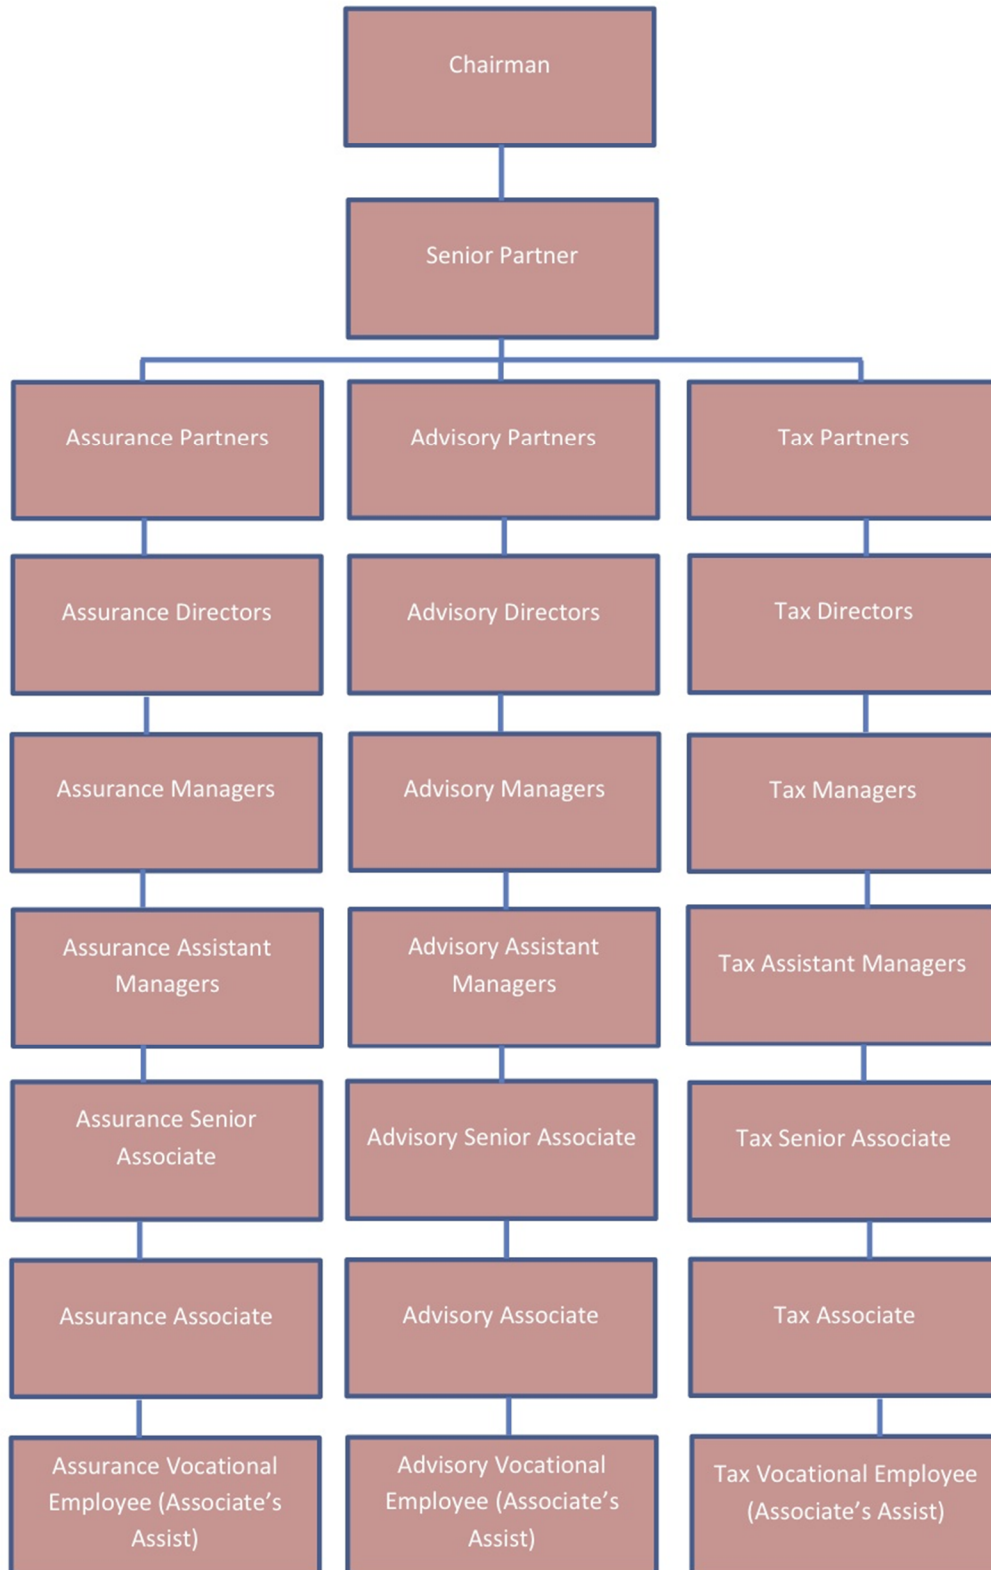 Chairman
Senior Partner
Assurance Partners
Advisory Partners
Tax Partners
Assurance Directors
Advisory Directors
Tax Directors
Assurance Managers
Advisory Managers
Tax Managers
Assurance Assistant
Managers
Advisory Assistant
Managers
Tax Assistant Managers
Assurance Senior
Associate
Advisory Senior Associate
Tax Senior Associate
Assurance Associate
Advisory Associate
Tax Associate
Assurance Vocational
Employee (Associate’s
Assist)
Advisory Vocational
Employee (Associate’s
Assist)
Tax Vocational Employee
(Associate’s Assist)